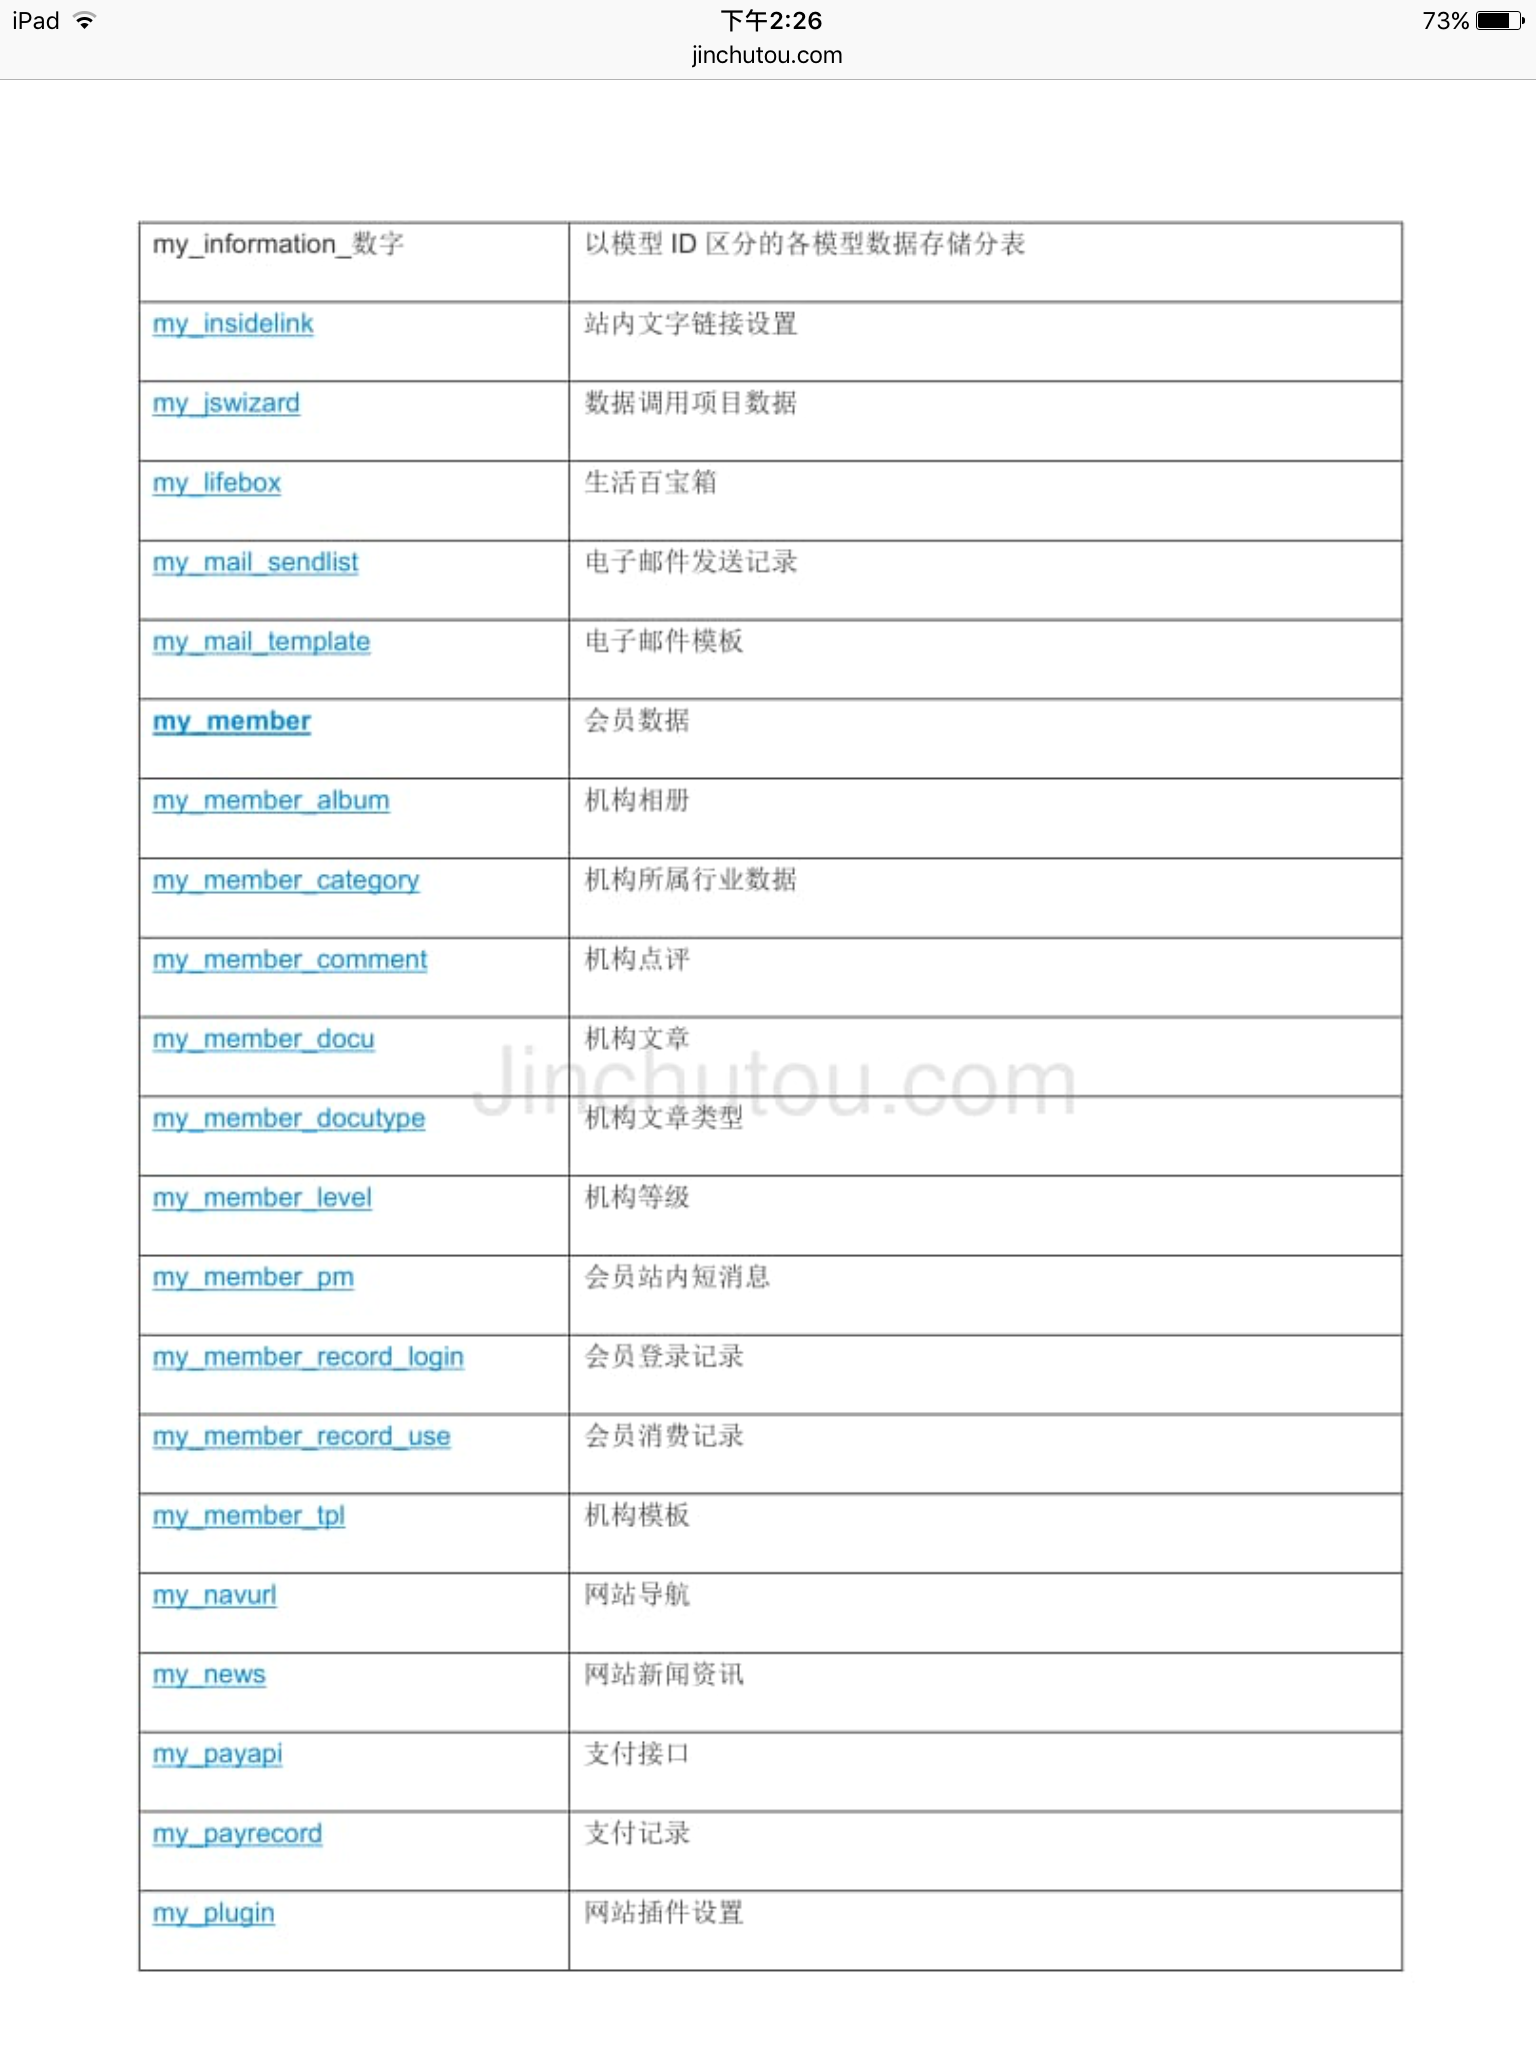 iPad 下午2:26 73%
jinchutou.com
my_information_数字 以模型 ID 区分的各模型数据存储分表
my_insidelink 站内文字链接设置
my_jswizard 数据调用项目数据
my_lifebox 生活百宝箱
my_mail_sendlist 电子邮件发送记录
my_mail_template 电子邮件模板
my_member 会员数据
my_member_album 机构相册
my_member_category 机构所属行业数据
my_member_comment 机构点评
my_member_docu 机构文章
Jinchutou.com
my_member_docutype 机构文章类型
my_member_level 机构等级
my_member_pm 会员站内短消息
my_member_record_login 会员登录记录
my_member_record_use 会员消费记录
my_member_tpl 机构模板
my_navurl 网站导航
my_news 网站新闻资讯
my_payapi 支付接口
my_payrecord 支付记录
my_plugin 网站插件设置